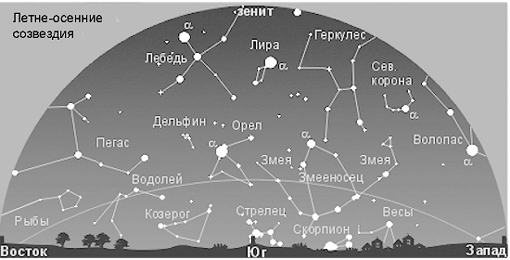 Летне-осенние
созвездия
зенит
α
Лебедь
Лира
α
Геркулес
Сев.
корона
α
Дельфин
Орел
α
α
Волопас
α
Пегас
Змея
Змееносец
Змея
Водолей
Рыбы
Козерог
Стрелец
Скорпион
Весы
Восток
Юг
Запад